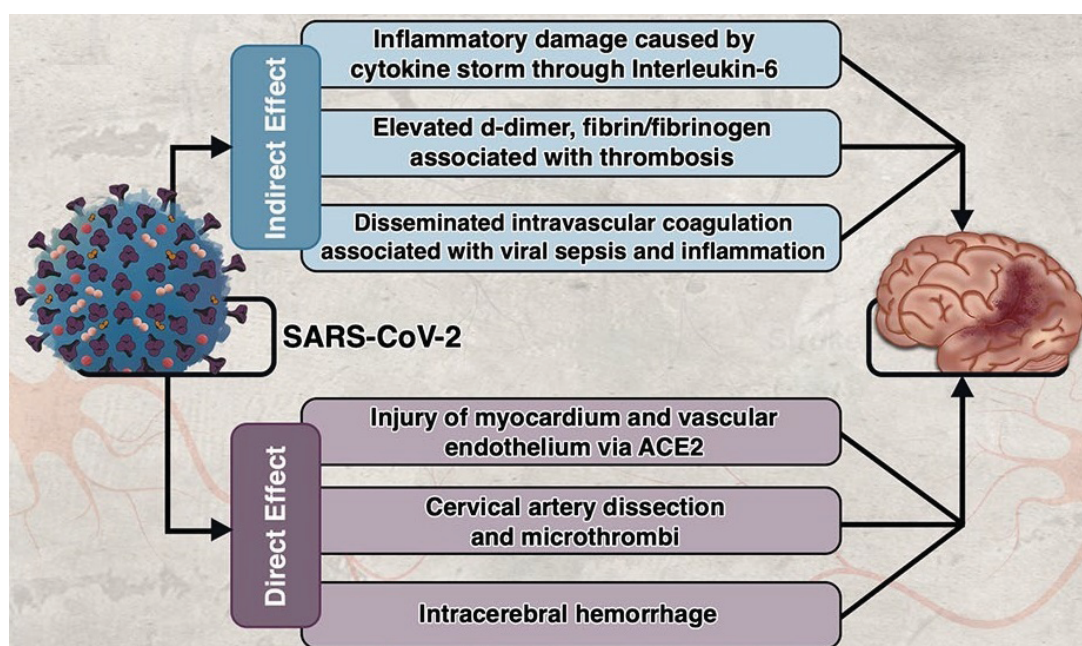 Indirect Effect
Inflammatory damage caused by
cytokine storm through Interleukin-6
Elevated d-dimer, fibrin/fibrinogen
associated with thrombosis
Disseminated intravascular coagulation
associated with viral sepsis and inflammation
SARS-CoV-2
Direct Effect
Injury of myocardium and vascular
endothelium via ACE2
Cervical artery dissection
and microthrombi
Intracerebral hemorrhage